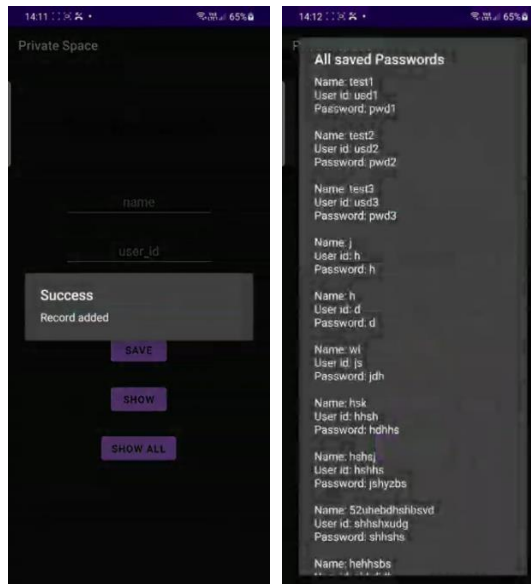 14:11
65%
Private Space
name
user_id
Success
Record added
SAVE
SHOW
SHOW ALL
14:12
65%
P
All saved Passwords
Name: test1
User id: usd1
Password: pwd1
Name: test2
User id: usd2
Password: pwd2
Name: test3
User id: usd3
Password: pwd3
Name: j
User id: h
Password: h
Name: h
User id: d
Password: d
Name: wi
User id: js
Password: jdh
Name: hsk
User id: hhsh
Password: hdhhs
Name: hshsj
User id: hshhs
Password: jshyzbs
Name: 52uhebdhshbsvd
User id: shhshxudg
Password: shhshs
Name: hehhsbs